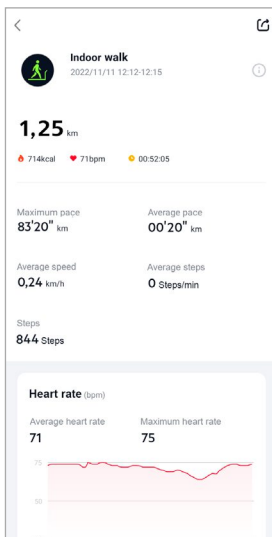 Indoor walk
2022/11/11 12:12-12:15
1,25 km
714kcal 71bpm 00:52:05
Maximum pace Average pace
83'20" km 00'20" km
Average speed Average steps
0,24 km/h 0 Steps/min
Steps
844 Steps
Heart rate (bpm)
Average heart rate Maximum heart rate
71 75
75
50